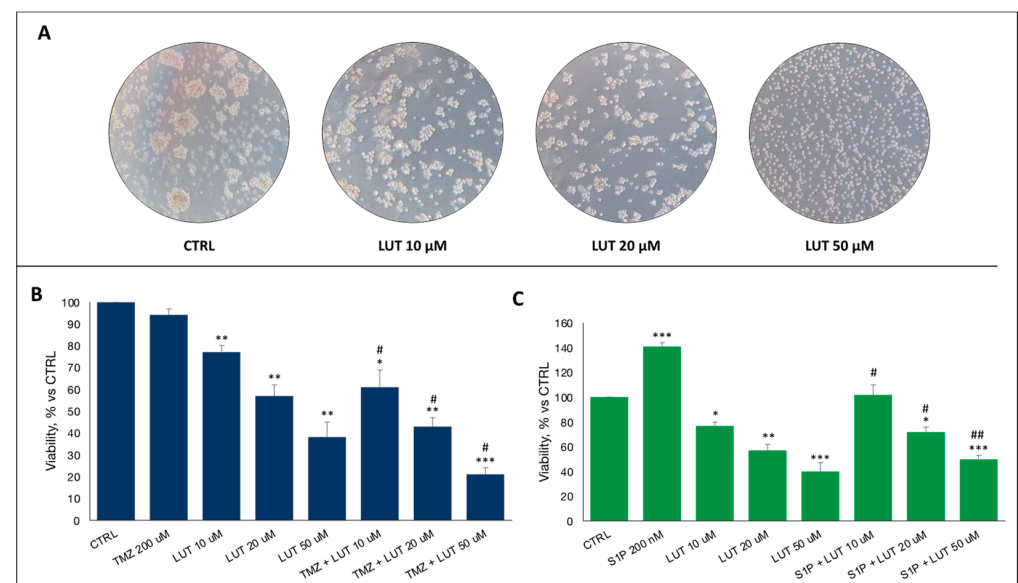 A
CTRL
LUT 10 µM
LUT 20 µM
LUT 50 µM
B
Viability, % vs CTRL
100
90
80
70
60
50
40
30
20
10
0
**
**
**
#
*
#
**
#
***
CTRL
TMZ 200 uM
LUT 10 uM
LUT 20 uM
LUT 50 uM
TMZ + LUT 10 uM
TMZ + LUT 20 uM
TMZ + LUT 50 uM
C
Viability, % vs CTRL
160
140
120
100
80
60
40
20
0
***
*
**
***
#
#
*
##
***
CTRL
S1P 200 nM
LUT 10 uM
LUT 20 uM
LUT 50 uM
S1P + LUT 10 uM
S1P + LUT 20 uM
S1P + LUT 50 uM